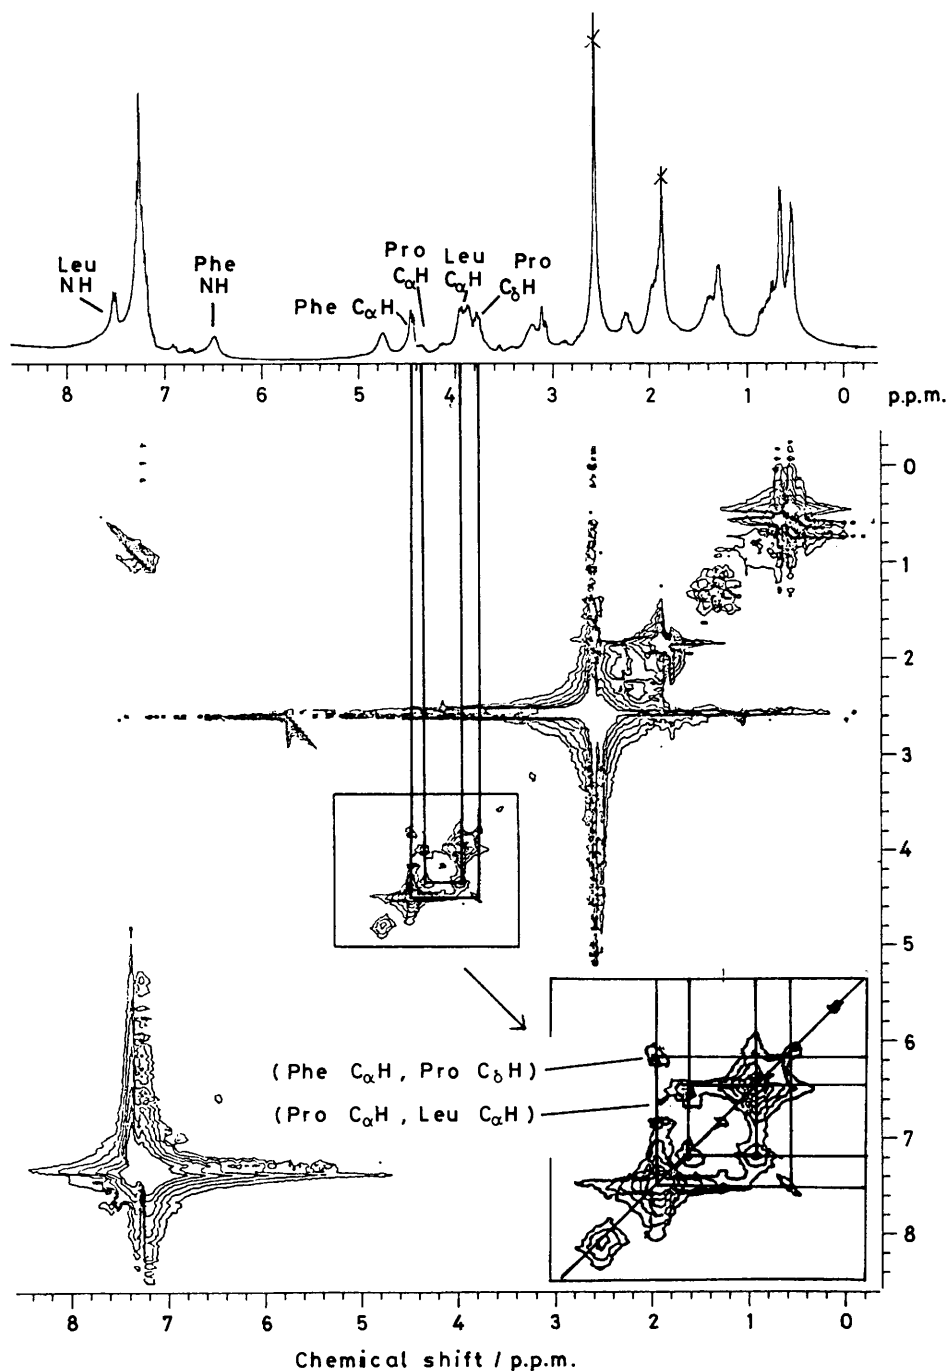 Leu
NH
Phe
NH
Phe CαH
Pro
CαH
Leu
CαH
Pro
CδH
8 7 6 5 4 3 2 1 0 p.p.m.
0
1
2
3
4
5
6
7
8
(Phe CαH, Pro CδH)
(Pro CαH, Leu CαH)
8 7 6 5 4 3 2 1 0
Chemical shift / p.p.m.